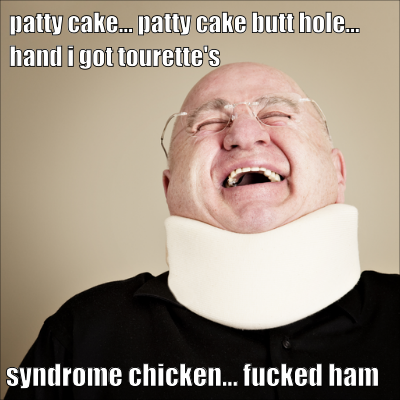 patty cake... patty cake butt hole...
hand i got tourette's
syndrome chicken... fucked ham